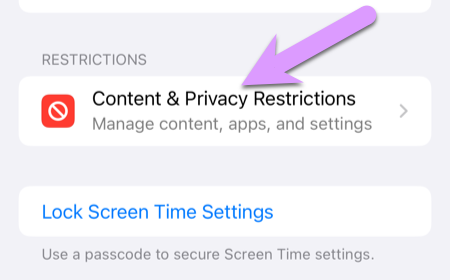 RESTRICTIONS
Content & Privacy Restrictions
Manage content, apps, and settings
Lock Screen Time Settings
Use a passcode to secure Screen Time settings.